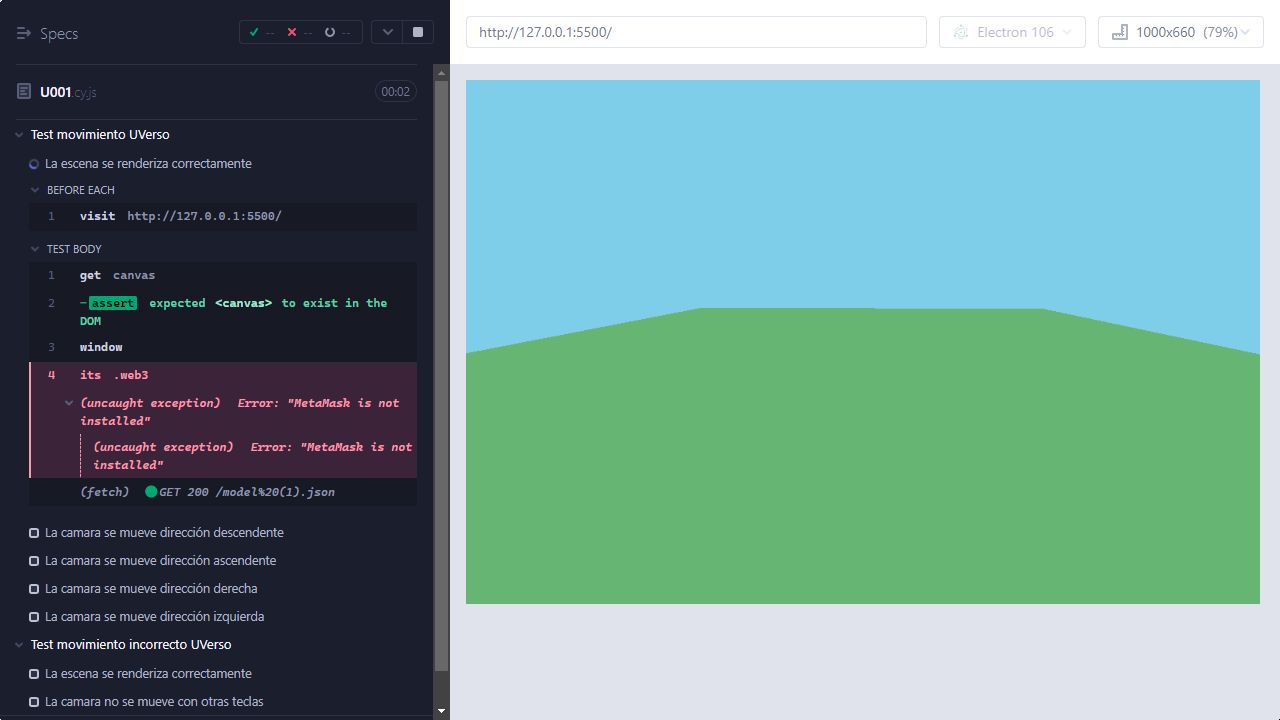 Specs
-- -- --
http://127.0.0.1:5500/
Electron 106
1000x660 (79%)
U001.cy.js
00:02
Test movimiento UVerso
La escena se renderiza correctamente
BEFORE EACH
1 visit http://127.0.0.1:5500/
TEST BODY
1 get canvas
2 -assert expected <canvas> to exist in the
DOM
3 window
4 its .web3
(uncaught exception) Error: "MetaMask is not
installed"
(uncaught exception) Error: "MetaMask is not
installed"
(fetch) GET 200 /model%20(1).json
La camara se mueve dirección descendente
La camara se mueve dirección ascendente
La camara se mueve dirección derecha
La camara se mueve dirección izquierda
Test movimiento incorrecto UVerso
La escena se renderiza correctamente
La camara no se mueve con otras teclas